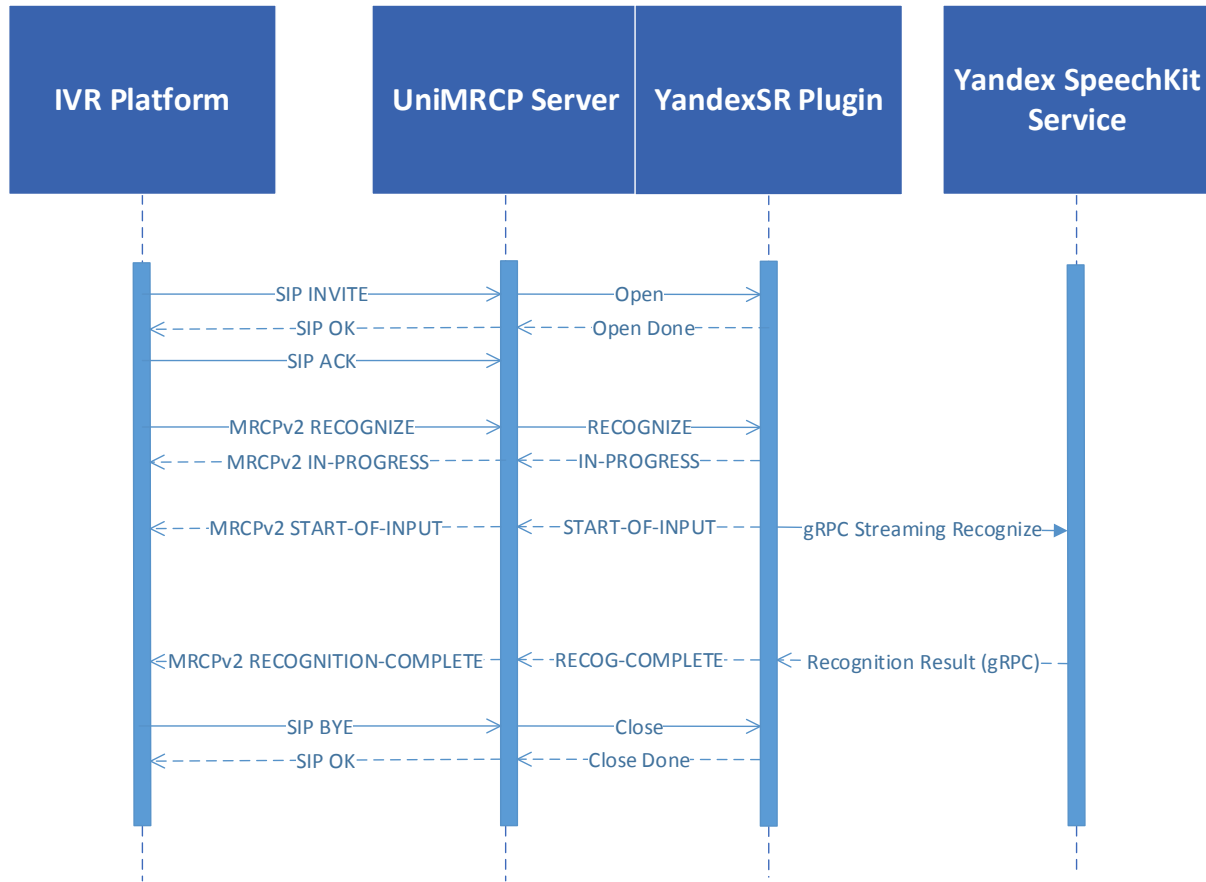 IVR Platform
UniMRCP Server
YandexSR Plugin
Yandex SpeechKit
Service
SIP INVITE
Open
SIP OK
Open Done
SIP ACK
MRCPv2 RECOGNIZE
RECOGNIZE
MRCPv2 IN-PROGRESS
IN-PROGRESS
MRCPv2 START-OF-INPUT
START-OF-INPUT
gRPC Streaming Recognize
MRCPv2 RECOGNITION-COMPLETE
RECOG-COMPLETE
Recognition Result (gRPC)
SIP BYE
Close
SIP OK
Close Done